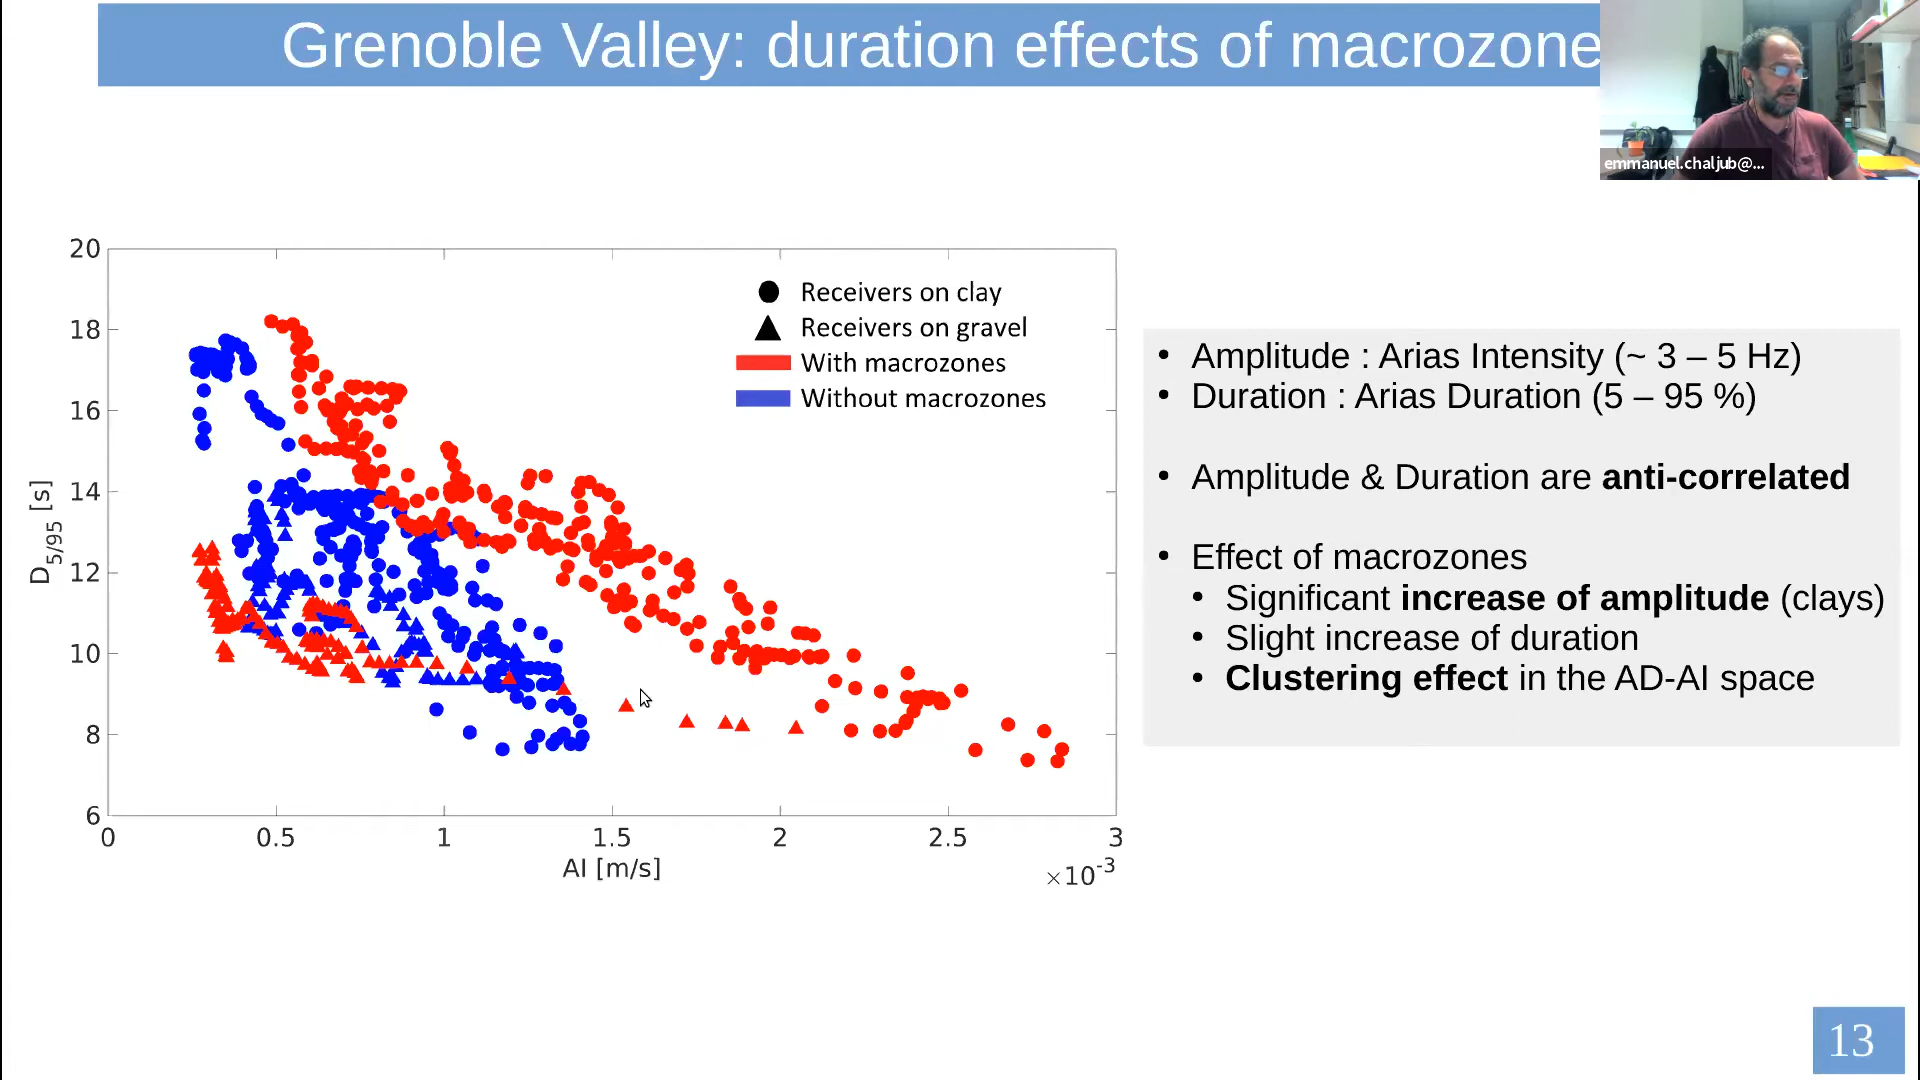 Grenoble Valley: duration effects of macrozone
emmanuel.chaljub@...
20
18
16
14
12
10
8
6
D5/95 [s]
Receivers on clay
Receivers on gravel
With macrozones
Without macrozones
0 0.5 1 1.5 2 2.5 3
AI [m/s]
×10-3
• Amplitude : Arias Intensity (~ 3 – 5 Hz)
• Duration : Arias Duration (5 – 95 %)
• Amplitude & Duration are anti-correlated
• Effect of macrozones
• Significant increase of amplitude (clays)
• Slight increase of duration
• Clustering effect in the AD-AI space
13